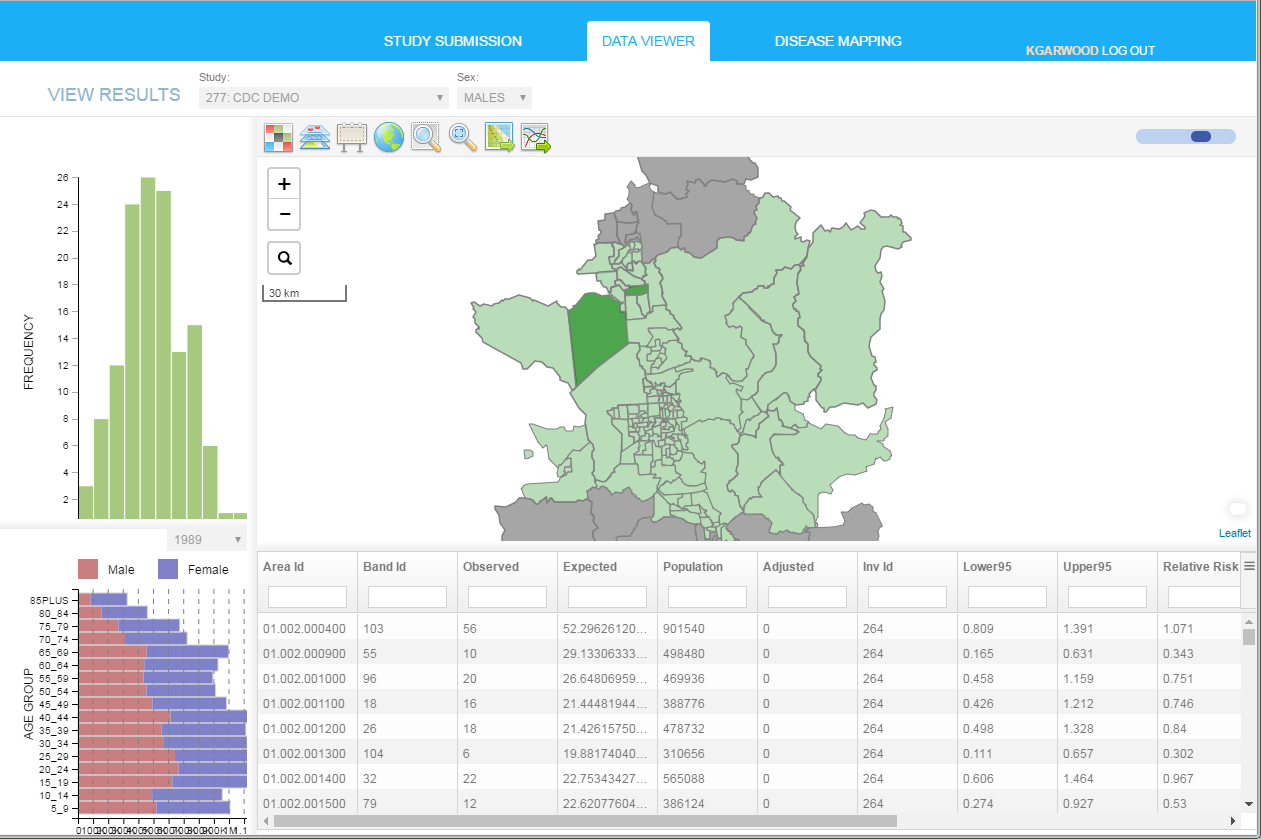 STUDY SUBMISSION DATA VIEWER DISEASE MAPPING KGARWOOD LOG OUT
VIEW RESULTS
Study: Sex:
277: CDC DEMO MALES
+
−
30 km
Leaflet
FREQUENCY
26
24
22
20
18
16
14
12
10
8
6
4
2
1989
Male Female
AGE GROUP
85PLUS
80_84
75_79
70_74
65_69
60_64
55_59
50_54
45_49
40_44
35_39
30_34
25_29
20_24
15_19
10_14
5_9
Area Id Band Id Observed Expected Population Adjusted Inv Id Lower95 Upper95 Relative Risk
01.002.000400 103 56 52.29626120... 901540 0 264 0.809 1.391 1.071
01.002.000900 55 10 29.13306333... 498480 0 264 0.165 0.631 0.343
01.002.001000 96 20 26.64806959... 469936 0 264 0.458 1.159 0.751
01.002.001100 18 16 21.44481944... 388776 0 264 0.426 1.212 0.746
01.002.001200 26 18 21.42615750... 478732 0 264 0.498 1.328 0.84
01.002.001300 104 6 19.88174040... 310656 0 264 0.111 0.657 0.302
01.002.001400 32 22 22.75343427... 565088 0 264 0.606 1.464 0.967
01.002.001500 79 12 22.62077604... 386124 0 264 0.274 0.927 0.53